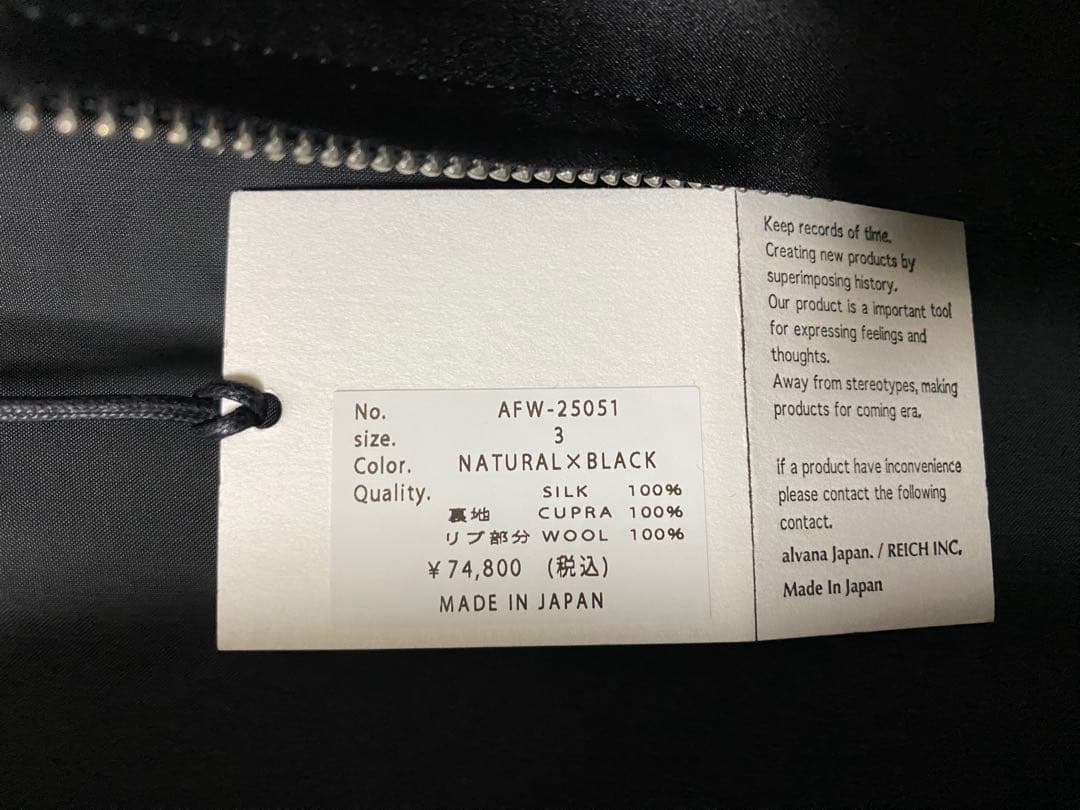 No. AFW-25051
size. 3
Color. NATURAL×BLACK
Quality. SILK 100%
裏地 CUPRA 100%
リブ部分 WOOL 100%
¥74,800 (税込)
MADE IN JAPAN
Keep records of time.
Creating new products by
superimposing history.
Our product is a important tool
for expressing feelings and
thoughts.
Away from stereotypes, making
products for coming era.
if a product have inconvenience
please contact the following
contact.
alvana Japan. / REICH INC.
Made In Japan